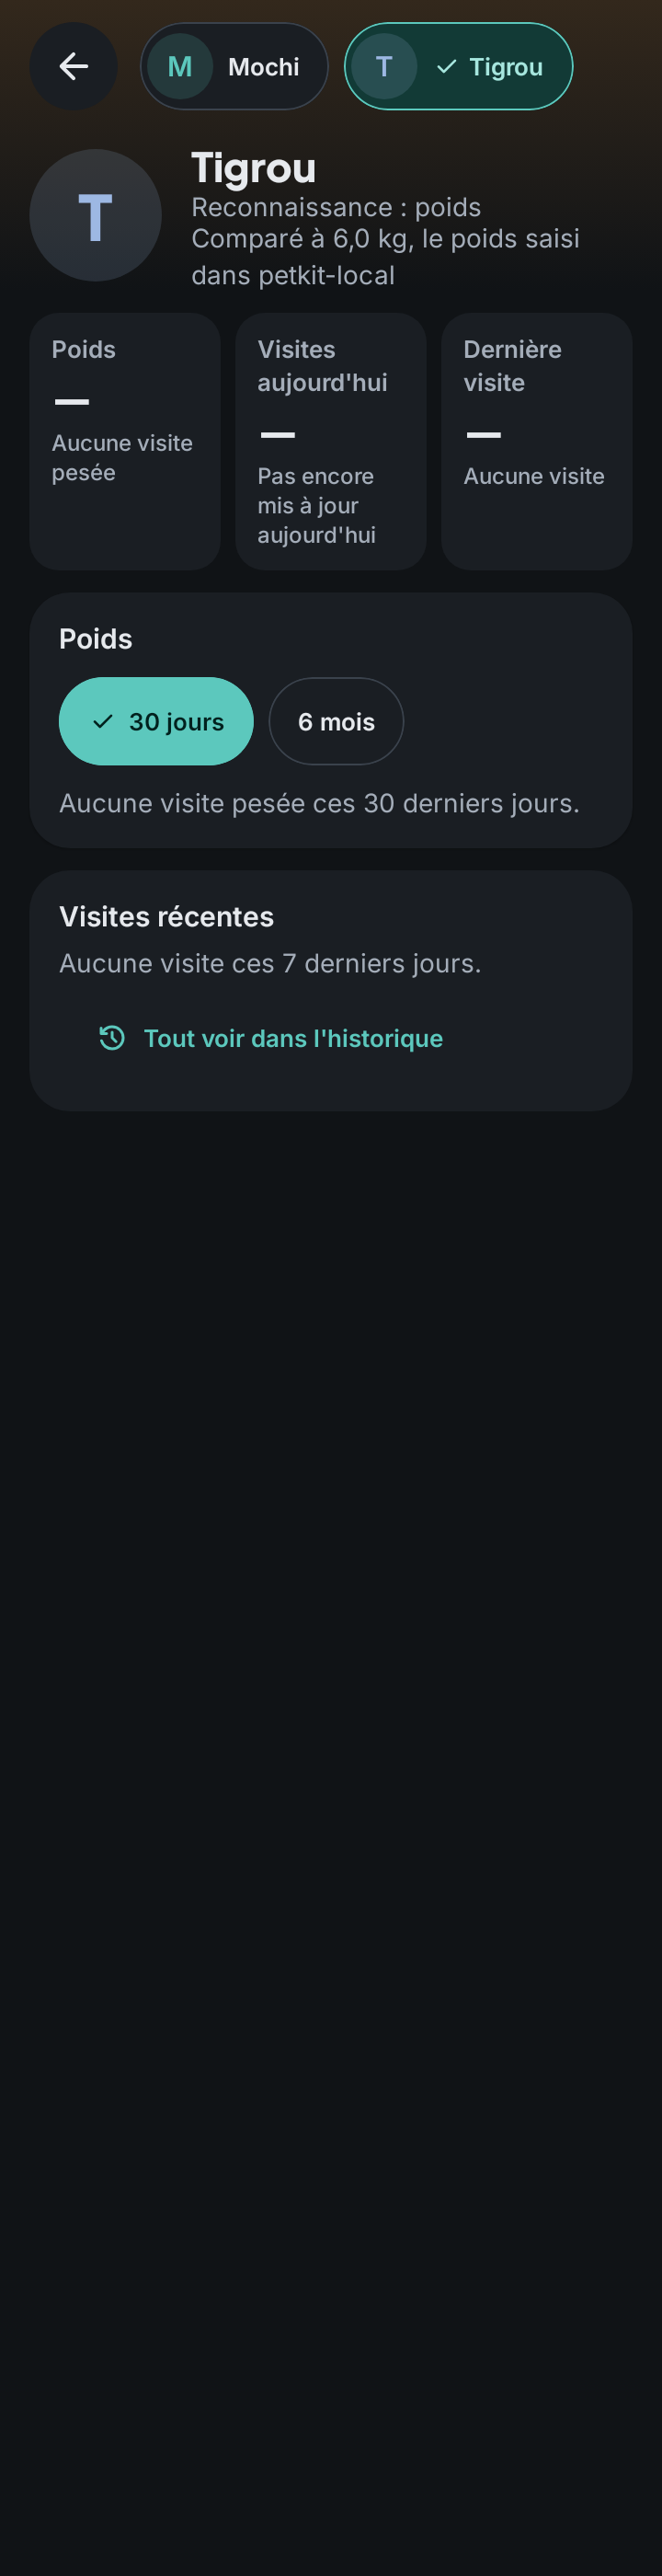 M Mochi
T Tigrou
T
Tigrou
Reconnaissance : poids
Comparé à 6,0 kg, le poids saisi
dans petkit-local
Poids
—
Aucune visite
pesée
Visites
aujourd'hui
—
Pas encore
mis à jour
aujourd'hui
Dernière
visite
—
Aucune visite
Poids
30 jours
6 mois
Aucune visite pesée ces 30 derniers jours.
Visites récentes
Aucune visite ces 7 derniers jours.
Tout voir dans l'historique